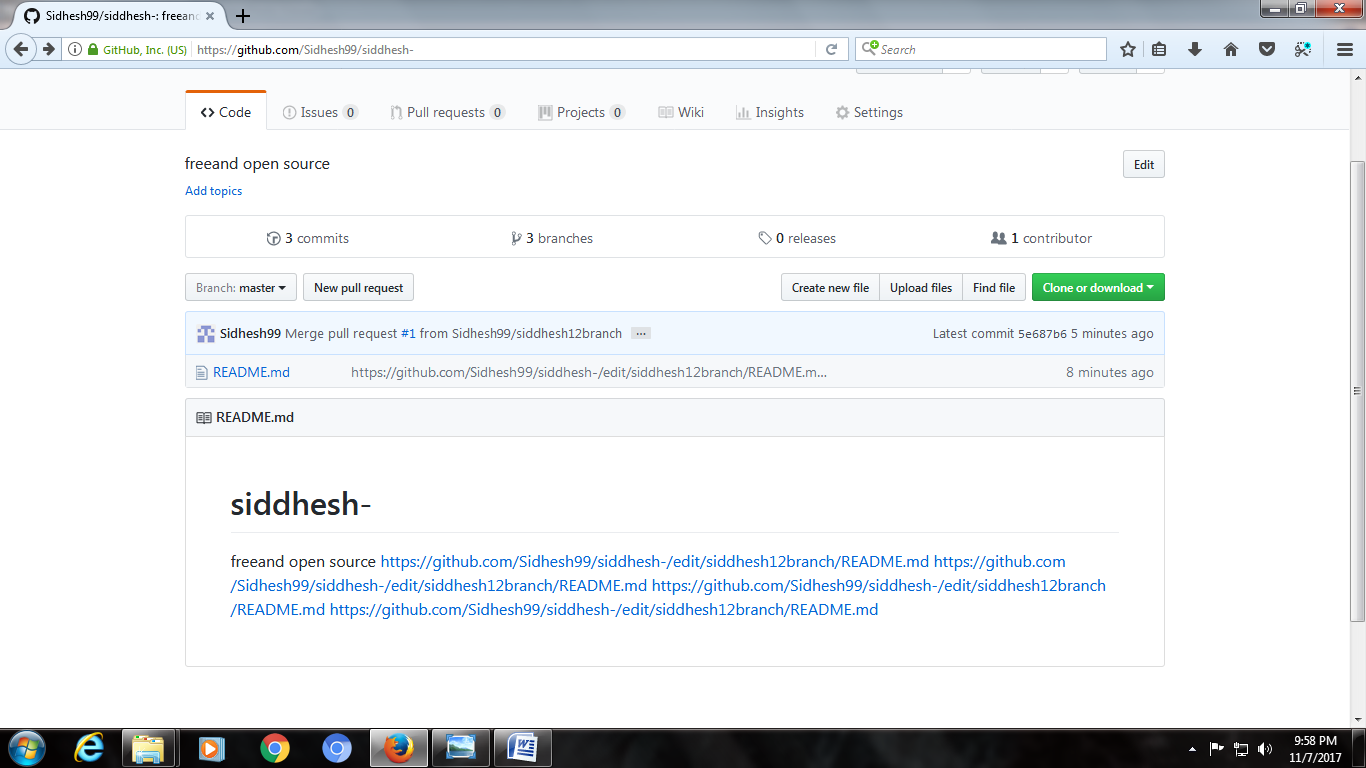 Sidhesh99/siddhesh-: freeand
GitHub, Inc. (US) https://github.com/Sidhesh99/siddhesh- Search
Code Issues 0 Pull requests 0 Projects 0 Wiki Insights Settings
freeand open source Edit
Add topics
3 commits 3 branches 0 releases 1 contributor
Branch: master New pull request Create new file Upload files Find file Clone or download
Sidhesh99 Merge pull request #1 from Sidhesh99/siddhesh12branch ... Latest commit 5e687b6 5 minutes ago
README.md https://github.com/Sidhesh99/siddhesh-/edit/siddhesh12branch/README.m... 8 minutes ago
README.md
siddhesh-
freeand open source https://github.com/Sidhesh99/siddhesh-/edit/siddhesh12branch/README.md https://github.com
/Sidhesh99/siddhesh-/edit/siddhesh12branch/README.md https://github.com/Sidhesh99/siddhesh-/edit/siddhesh12branch
/README.md https://github.com/Sidhesh99/siddhesh-/edit/siddhesh12branch/README.md
9:58 PM
11/7/2017